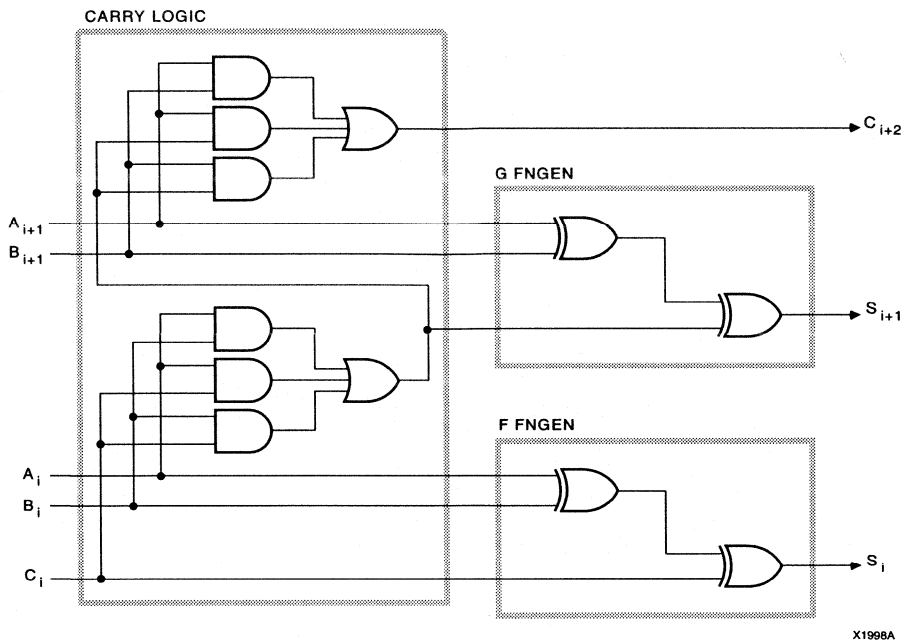 CARRY LOGIC
C i+2
G FNGEN
A i+1
B i+1
S i+1
F FNGEN
A i
B i
C i
S i
X1998A